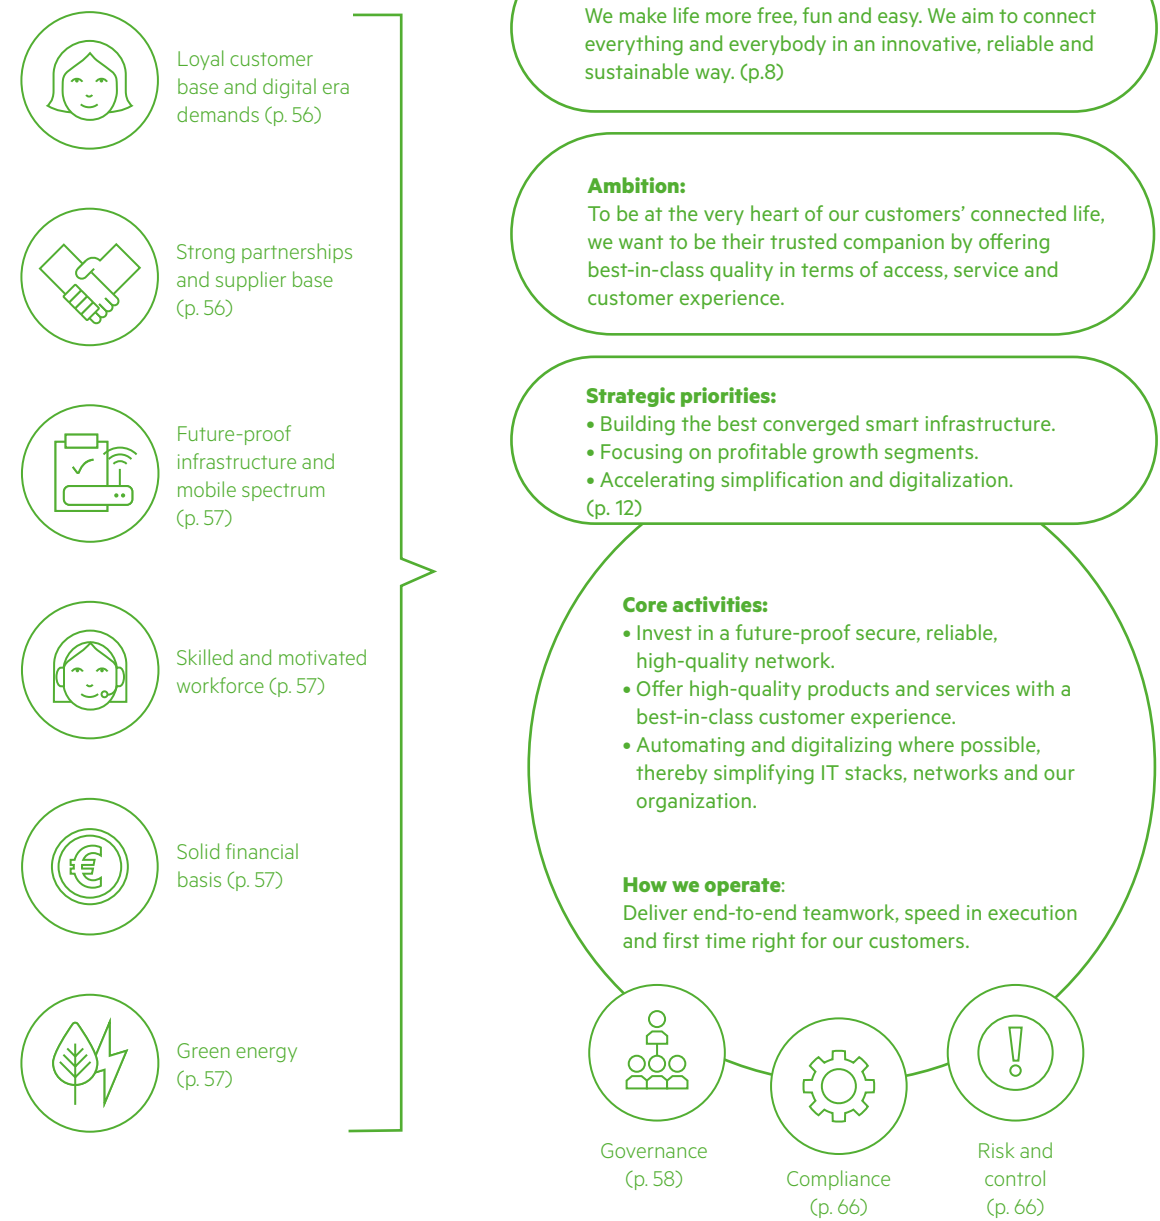 Loyal customer
base and digital era
demands (p. 56)
Strong partnerships
and supplier base
(p. 56)
Future-proof
infrastructure and
mobile spectrum
(p. 57)
Skilled and motivated
workforce (p. 57)
Solid financial
basis (p. 57)
Green energy
(p. 57)
We make life more free, fun and easy. We aim to connect
everything and everybody in an innovative, reliable and
sustainable way. (p.8)
Ambition:
To be at the very heart of our customers’ connected life,
we want to be their trusted companion by offering
best-in-class quality in terms of access, service and
customer experience.
Strategic priorities:
• Building the best converged smart infrastructure.
• Focusing on profitable growth segments.
• Accelerating simplification and digitalization.
(p. 12)
Core activities:
• Invest in a future-proof secure, reliable,
high-quality network.
• Offer high-quality products and services with a
best-in-class customer experience.
• Automating and digitalizing where possible,
thereby simplifying IT stacks, networks and our
organization.
How we operate:
Deliver end-to-end teamwork, speed in execution
and first time right for our customers.
Governance
(p. 58)
Compliance
(p. 66)
Risk and
control
(p. 66)